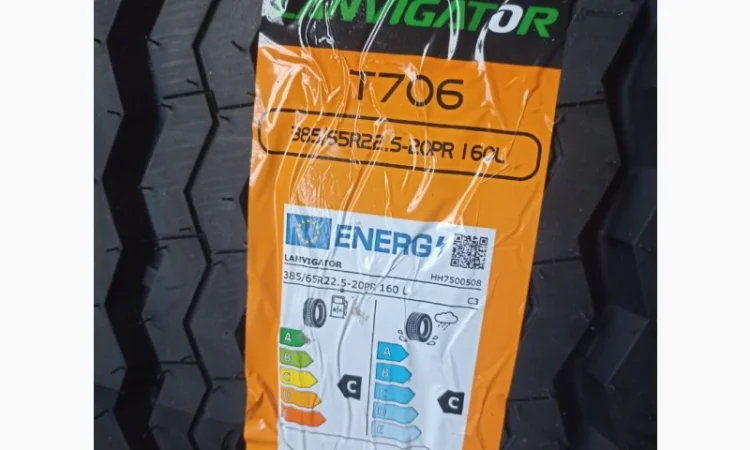 LANVIGATOR
T706
385/65R22.5-20PR 160L
ENERG
LANVIGATOR
HH7500508
385/65R22.5-20PR 160 L
C3
A
A
B
B
C
C
C
C
D
D
E